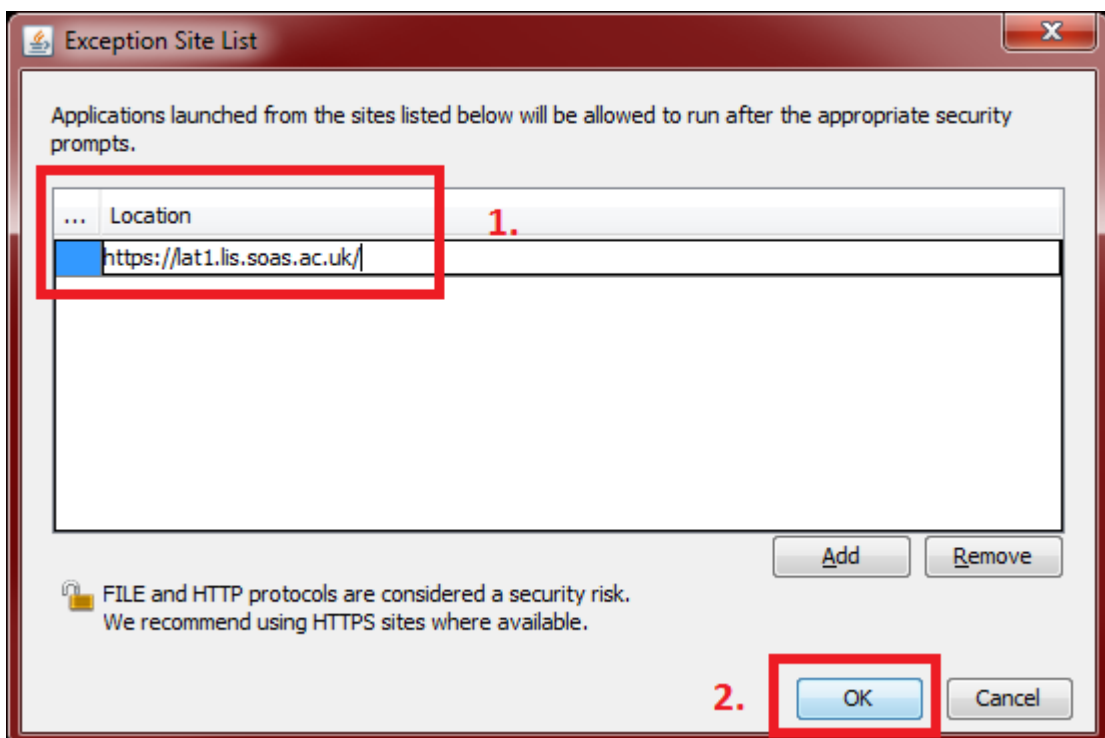 Exception Site List
Applications launched from the sites listed below will be allowed to run after the appropriate security
prompts.
... Location
1.
https://lat1.lis.soas.ac.uk/
Add Remove
FILE and HTTP protocols are considered a security risk.
We recommend using HTTPS sites where available.
2. OK Cancel